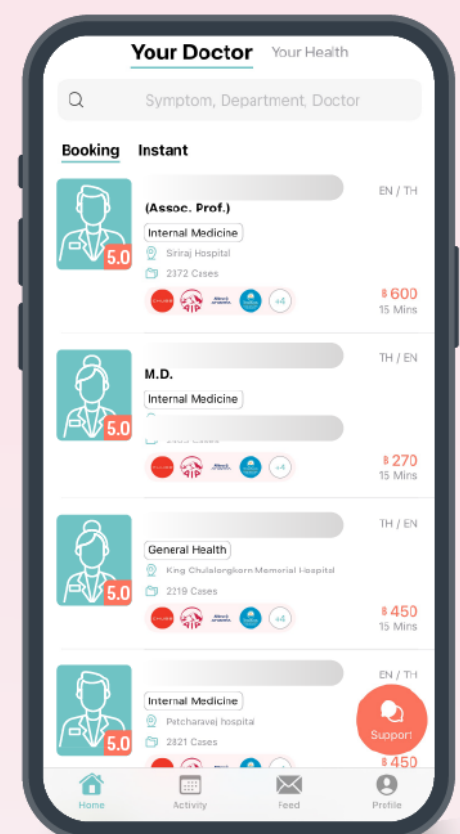 Your Doctor Your Health
Symptom, Department, Doctor
Booking Instant
EN / TH
(Assoc. Prof.)
Internal Medicine
Siriraj Hospital
5.0
2372 Cases
+4
฿ 600
15 Mins
TH / EN
M.D.
Internal Medicine
5.0
+4
฿ 270
15 Mins
TH / EN
General Health
King Chulalongkorn Memorial Hospital
5.0
2219 Cases
+4
฿ 450
15 Mins
EN / TH
Internal Medicine
Petcharavej hospital
5.0
2821 Cases
Support
฿ 450
Home Activity Feed Profile